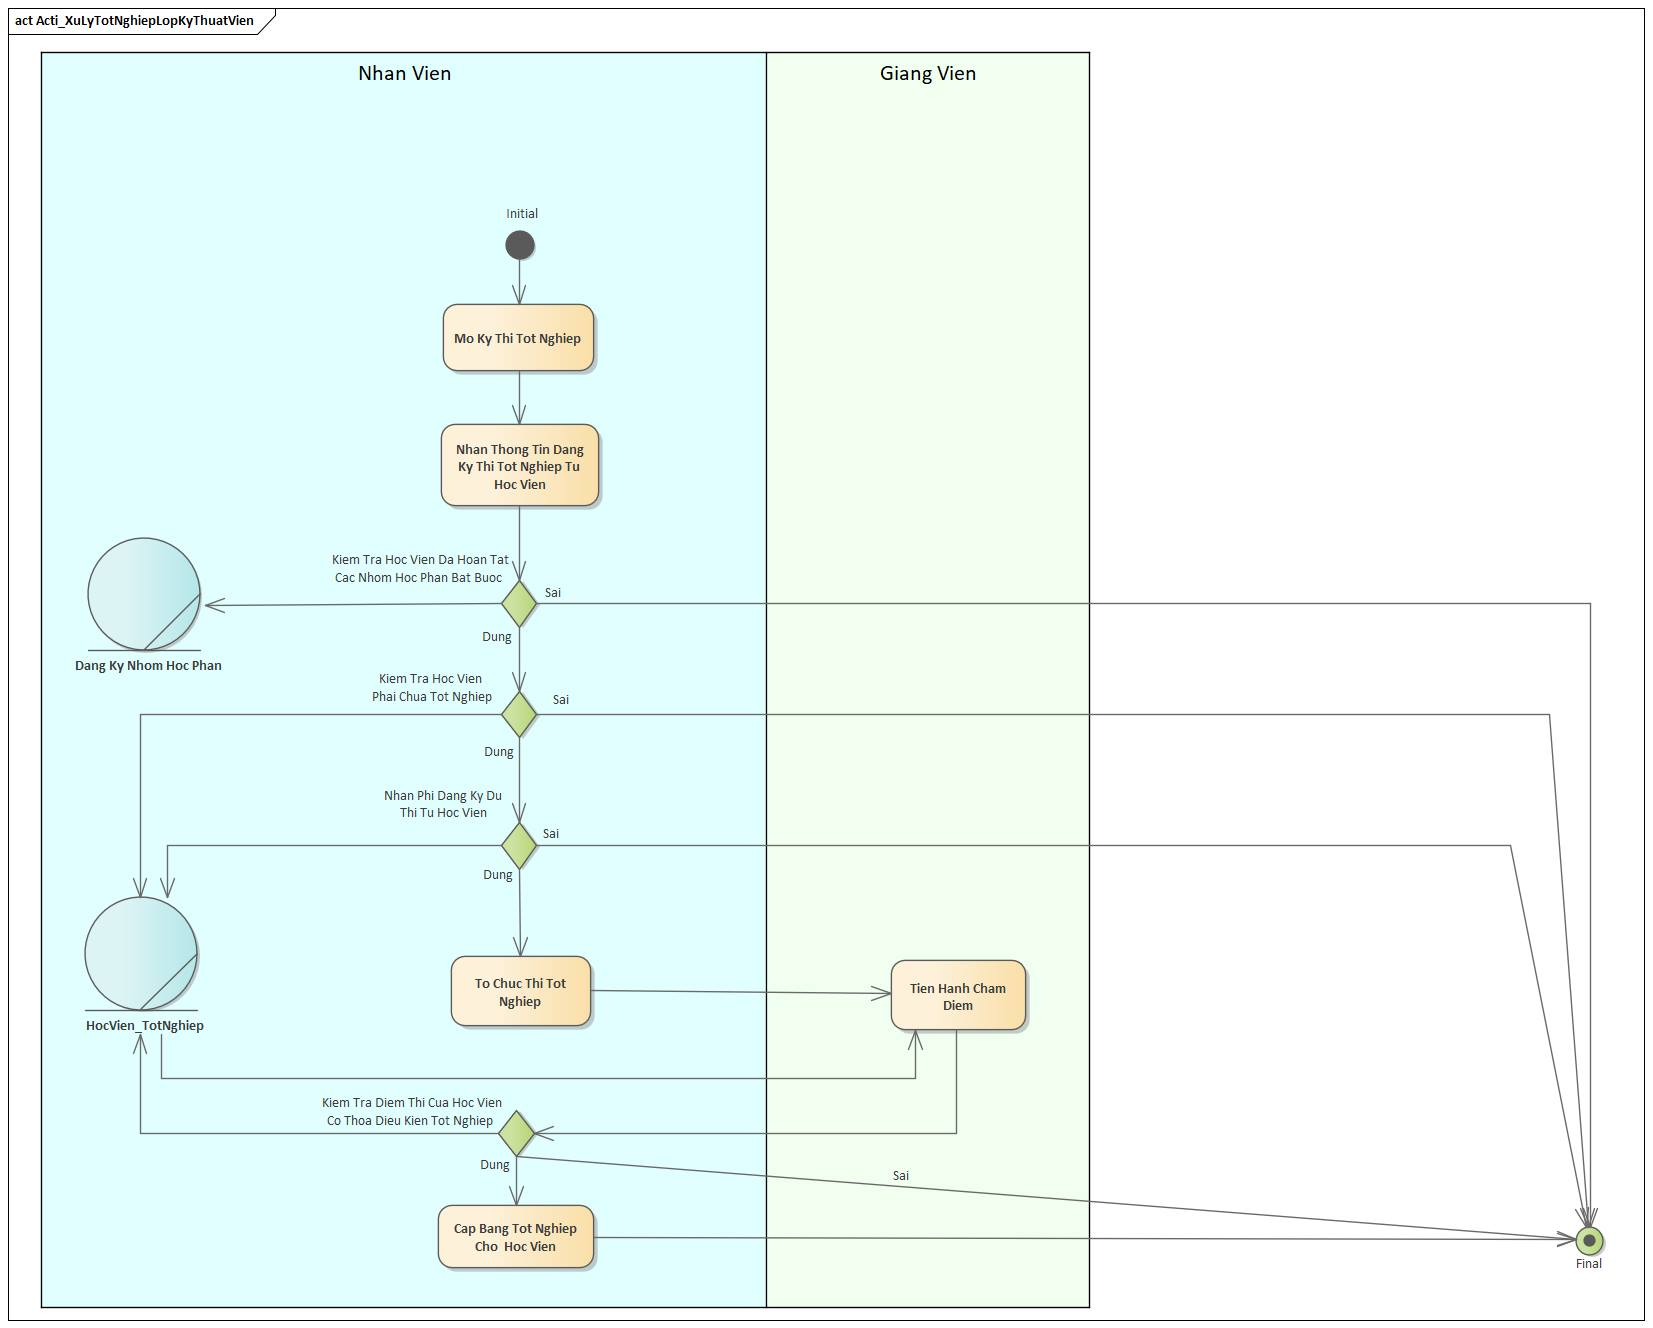 act Acti_XuLyTotNghiepLopKyThuatVien
Nhan Vien
Giang Vien
Initial
Mo Ky Thi Tot Nghiep
Nhan Thong Tin Dang
Ky Thi Tot Nghiep Tu
Hoc Vien
Kiem Tra Hoc Vien Da Hoan Tat
Cac Nhom Hoc Phan Bat Buoc
Sai
Dung
Dang Ky Nhom Hoc Phan
Kiem Tra Hoc Vien
Phai Chua Tot Nghiep
Sai
Dung
Nhan Phi Dang Ky Du
Thi Tu Hoc Vien
Sai
Dung
To Chuc Thi Tot
Nghiep
Tien Hanh Cham
Diem
HocVien_TotNghiep
Kiem Tra Diem Thi Cua Hoc Vien
Co Thoa Dieu Kien Tot Nghiep
Dung
Sai
Cap Bang Tot Nghiep
Cho  Hoc Vien
Final